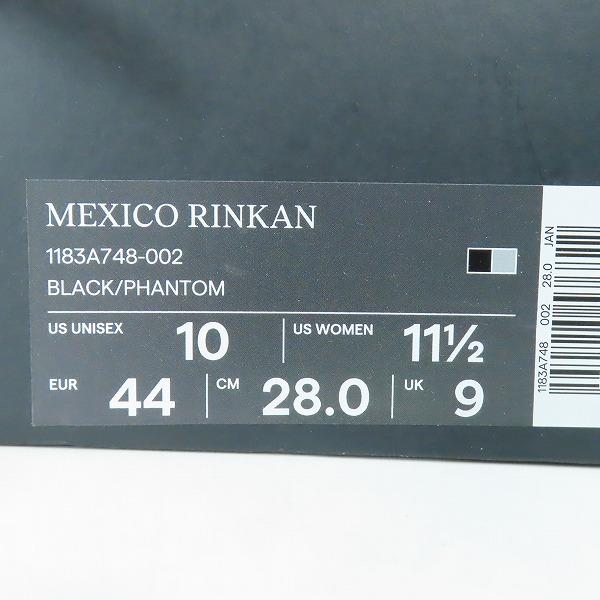 MEXICO RINKAN
1183A748-002
BLACK/PHANTOM
US UNISEX 10 US WOMEN 11½
EUR 44 CM 28.0 UK 9
1183A748 002 28.0 JAN